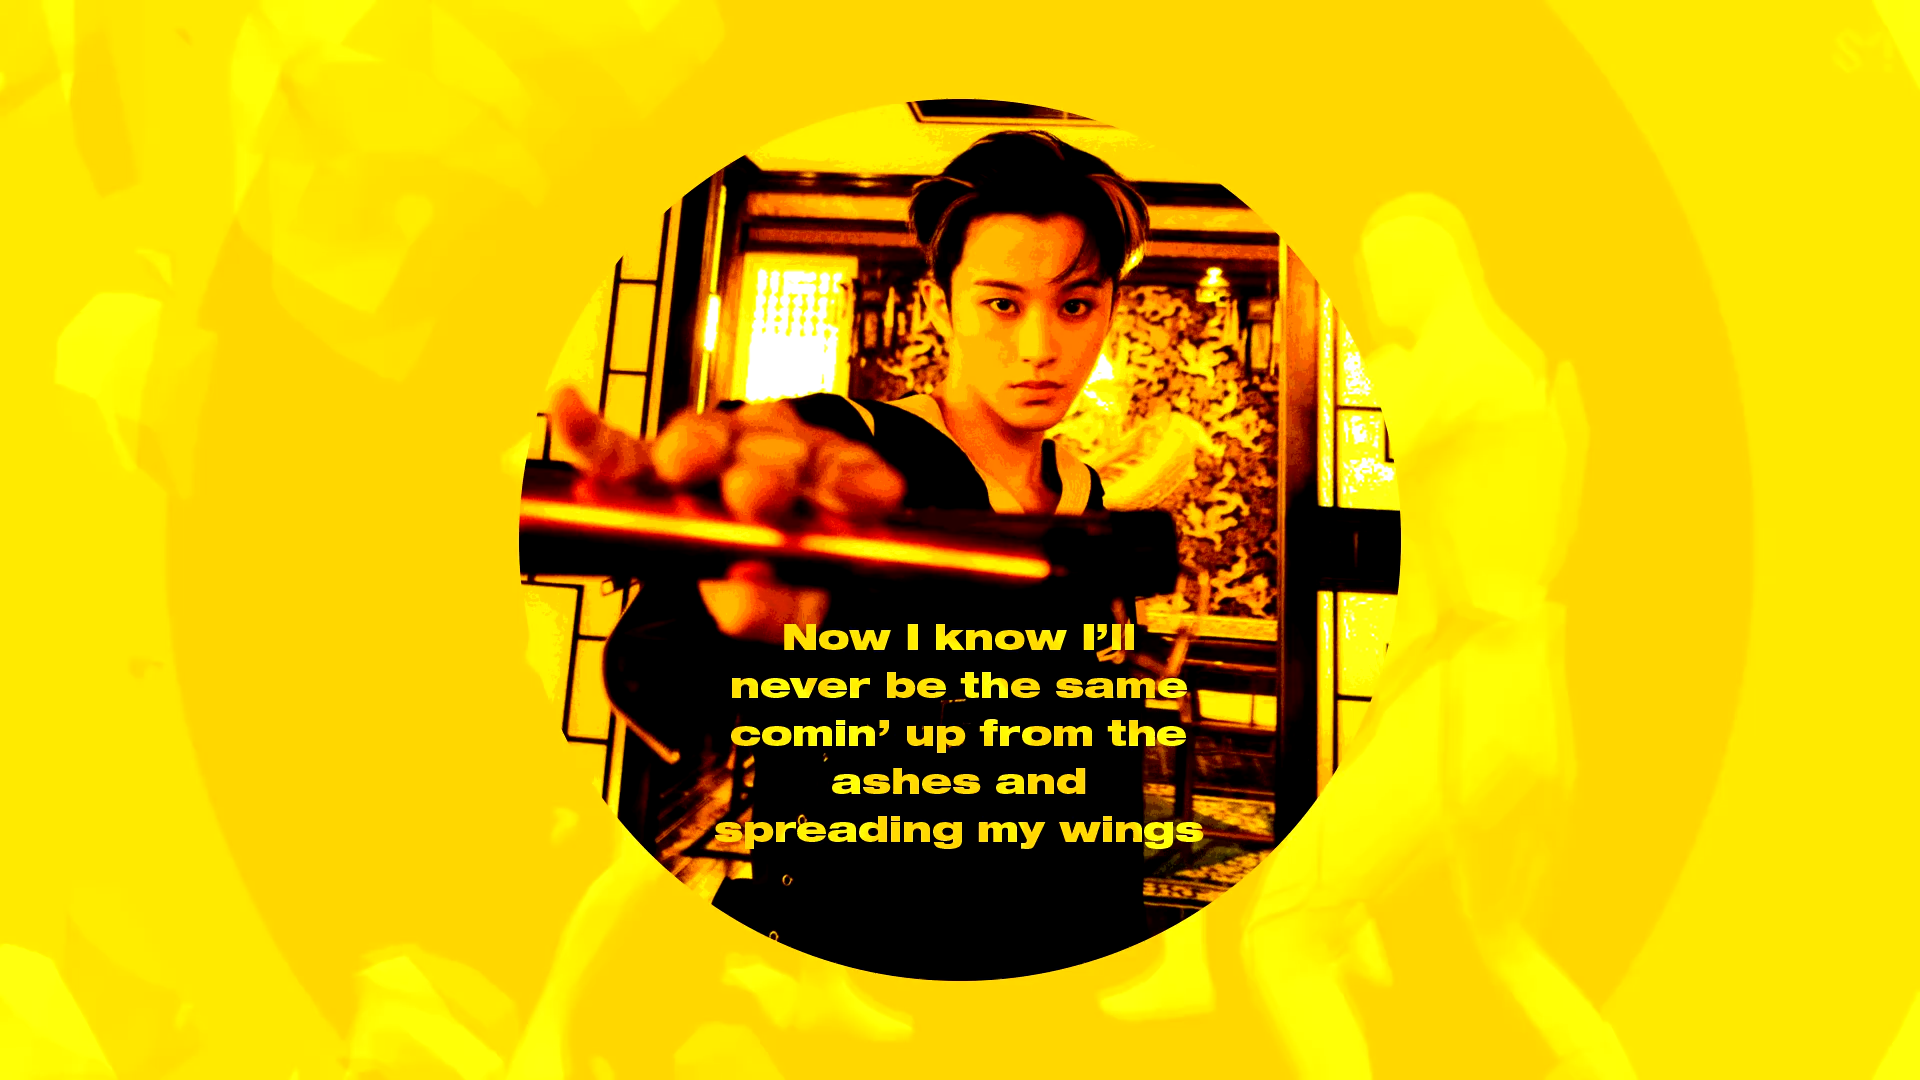 Now I know I’ll
never be the same
comin’ up from the
ashes and
spreading my wings